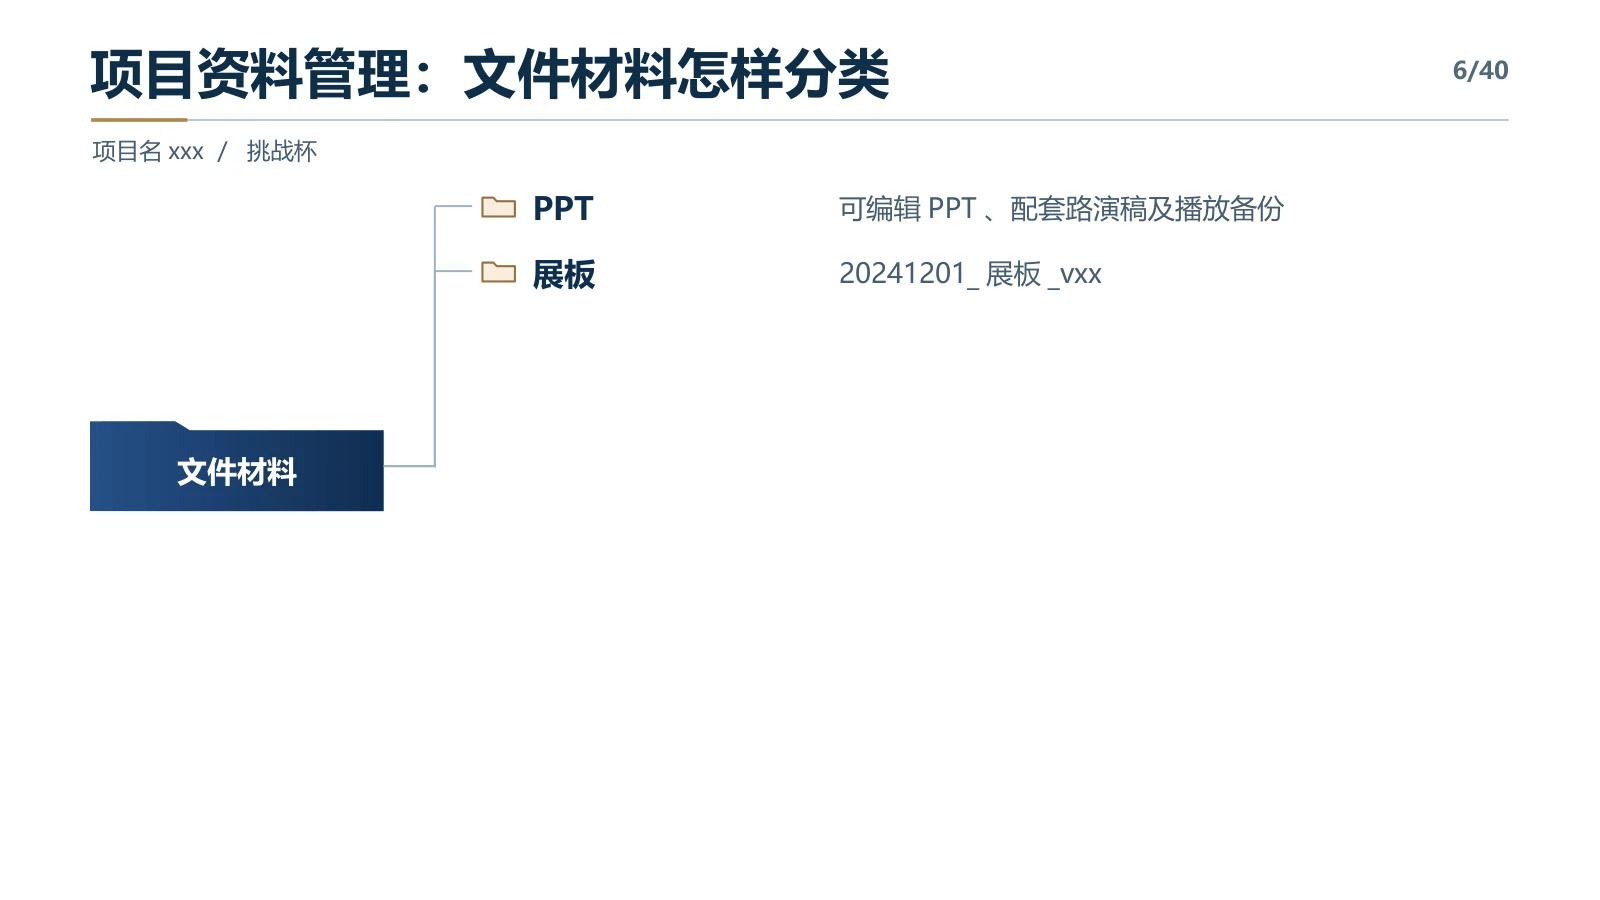 项目资料管理：文件材料怎样分类
6/40
项目名 xxx / 挑战杯
PPT 可编辑 PPT 、配套路演稿及播放备份
展板 20241201_ 展板 _vxx
文件材料